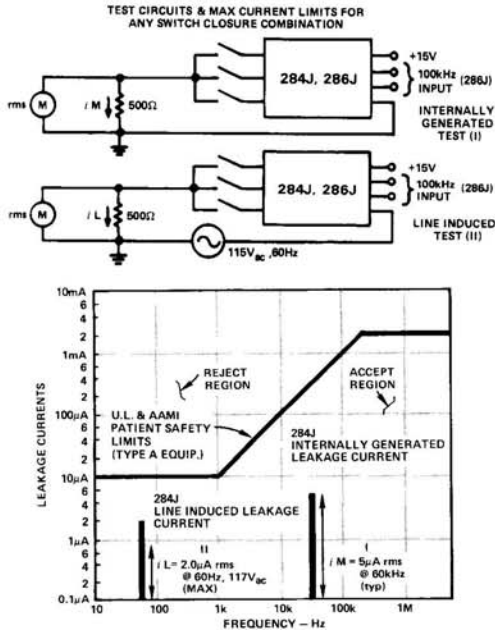 TEST CIRCUITS & MAX CURRENT LIMITS FOR
ANY SWITCH CLOSURE COMBINATION
rms
M
i M
500Ω
284J, 286J
+15V
100kHz
INPUT
(286J)
INTERNALLY
GENERATED
TEST (I)
rms
M
i L
500Ω
284J, 286J
+15V
100kHz
INPUT
(286J)
LINE INDUCED
TEST (II)
115Vac, 60Hz
LEAKAGE CURRENTS
10mA
6
4
2
1mA
6
4
2
100μA
6
4
2
10μA
6
4
2
1μA
6
4
2
0.1μA
REJECT
REGION
ACCEPT
REGION
U.L. & AAMI
PATIENT SAFETY
LIMITS
(TYPE A EQUIP.)
284J
INTERNALLY GENERATED
LEAKAGE CURRENT
284J
LINE INDUCED LEAKAGE
CURRENT
II
i L= 2.0μA rms
@ 60Hz, 117Vac
(MAX)
I
i M = 5μA rms
@ 60kHz
(typ)
10
100
1k
10k
100k
1M
FREQUENCY – Hz